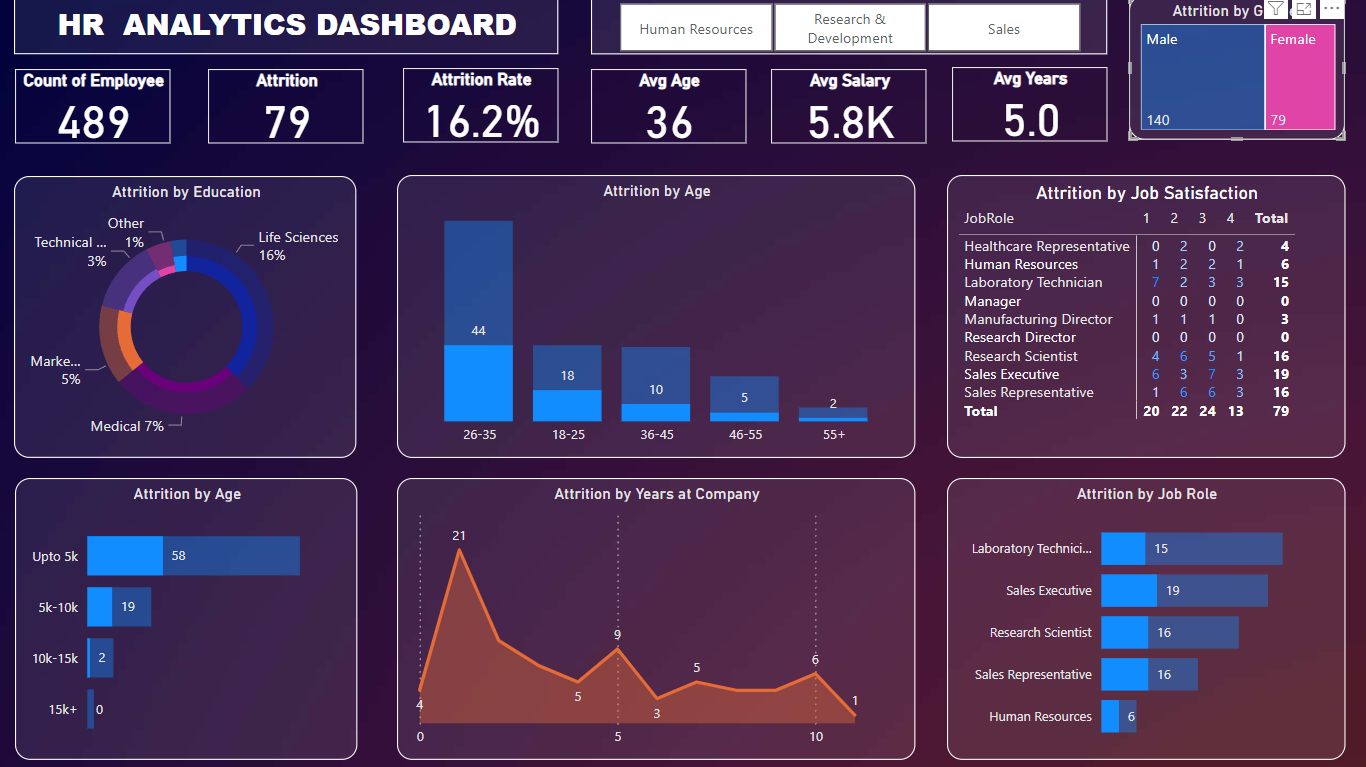 HR ANALYTICS DASHBOARD
Human Resources
Research &
Development
Sales
Attrition by G
Male
Female
140
79
Count of Employee
489
Attrition
79
Attrition Rate
16.2%
Avg Age
36
Avg Salary
5.8K
Avg Years
5.0
Attrition by Education
Other
1%
Technical ...
3%
Life Sciences
16%
Marke...
5%
Medical 7%
Attrition by Age
44
18
10
5
2
26-35
18-25
36-45
46-55
55+
Attrition by Job Satisfaction
JobRole 1 2 3 4 Total
Healthcare Representative 0 2 0 2 4
Human Resources 1 2 2 1 6
Laboratory Technician 7 2 3 3 15
Manager 0 0 0 0 0
Manufacturing Director 1 1 1 0 3
Research Director 0 0 0 0 0
Research Scientist 4 6 5 1 16
Sales Executive 6 3 7 3 19
Sales Representative 1 6 6 3 16
Total 20 22 24 13 79
Attrition by Age
Upto 5k 58
5k-10k 19
10k-15k 2
15k+ 0
Attrition by Years at Company
21
9
6
5
5
4
3
1
0 5 10
Attrition by Job Role
Laboratory Technici... 15
Sales Executive 19
Research Scientist 16
Sales Representative 16
Human Resources 6